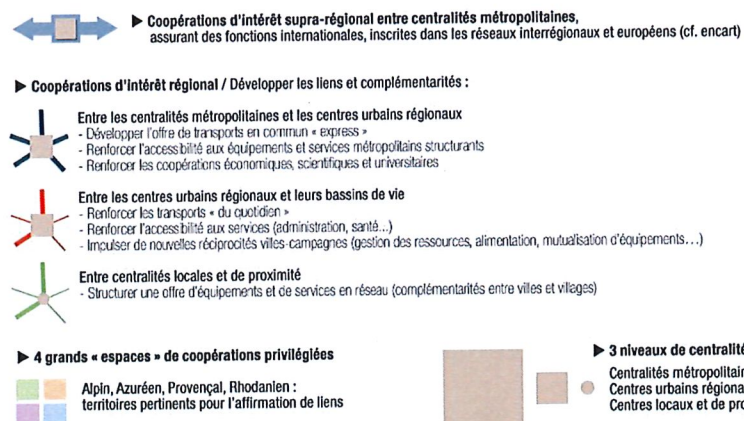 ▶ Coopérations d'intérêt supra-régional entre centralités métropolitaines,
assurant des fonctions internationales, inscrites dans les réseaux interrégionaux et européens (cf. encart)
▶ Coopérations d'intérêt régional / Développer les liens et complémentarités :
Entre les centralités métropolitaines et les centres urbains régionaux
- Développer l'offre de transports en commun « express »
- Renforcer l'accessibilité aux équipements et services métropolitains structurants
- Renforcer les coopérations économiques, scientifiques et universitaires
Entre les centres urbains régionaux et leurs bassins de vie
- Renforcer les transports « du quotidien »
- Renforcer l'accessibilité aux services (administration, santé...)
- Impulser de nouvelles réciprocités villes-campagnes (gestion des ressources, alimentation, mutualisation d'équipements...)
Entre centralités locales et de proximité
- Structurer une offre d'équipements et de services en réseau (complémentarités entre villes et villages)
▶ 4 grands « espaces » de coopérations privilégiées
Alpin, Azuréen, Provençal, Rhodanien :
territoires pertinents pour l'affirmation de liens
▶ 3 niveaux de centralité
Centralités métropolitain
Centres urbains régiona
Centres locaux et de pro